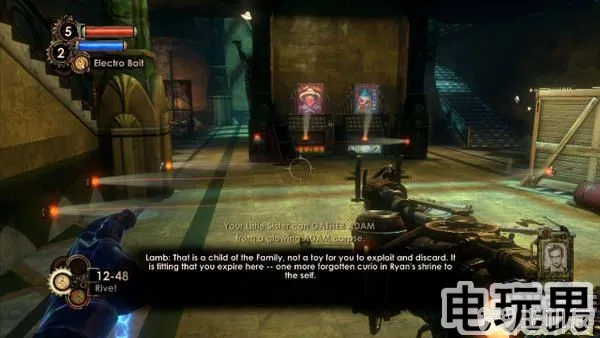 5
2
Electro Bolt
Your Little Sister can GATHER ADAM
from a glowing ADAM corpse.
Lamb: That is a child of the Family, not a toy for you to exploit and discard. It
is fitting that you expire here -- one more forgotten curio in Ryan's shrine to
the self.
12-48
Rivet
电玩男